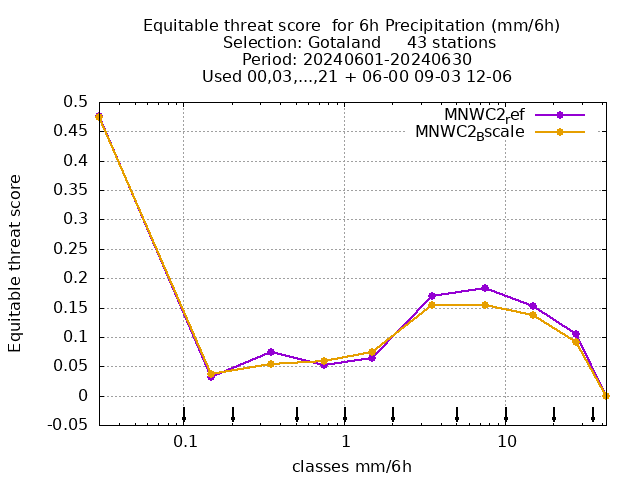 Equitable threat score  for 6h Precipitation (mm/6h)
Selection: Gotaland     43 stations
Period: 20240601-20240630
Used 00,03,...,21 + 06-00 09-03 12-06
MNWC2ref
MNWC2Bscale
0.5
0.45
0.4
0.35
0.3
0.25
0.2
0.15
0.1
0.05
0
-0.05
Equitable threat score
0.1
1
10
classes mm/6h